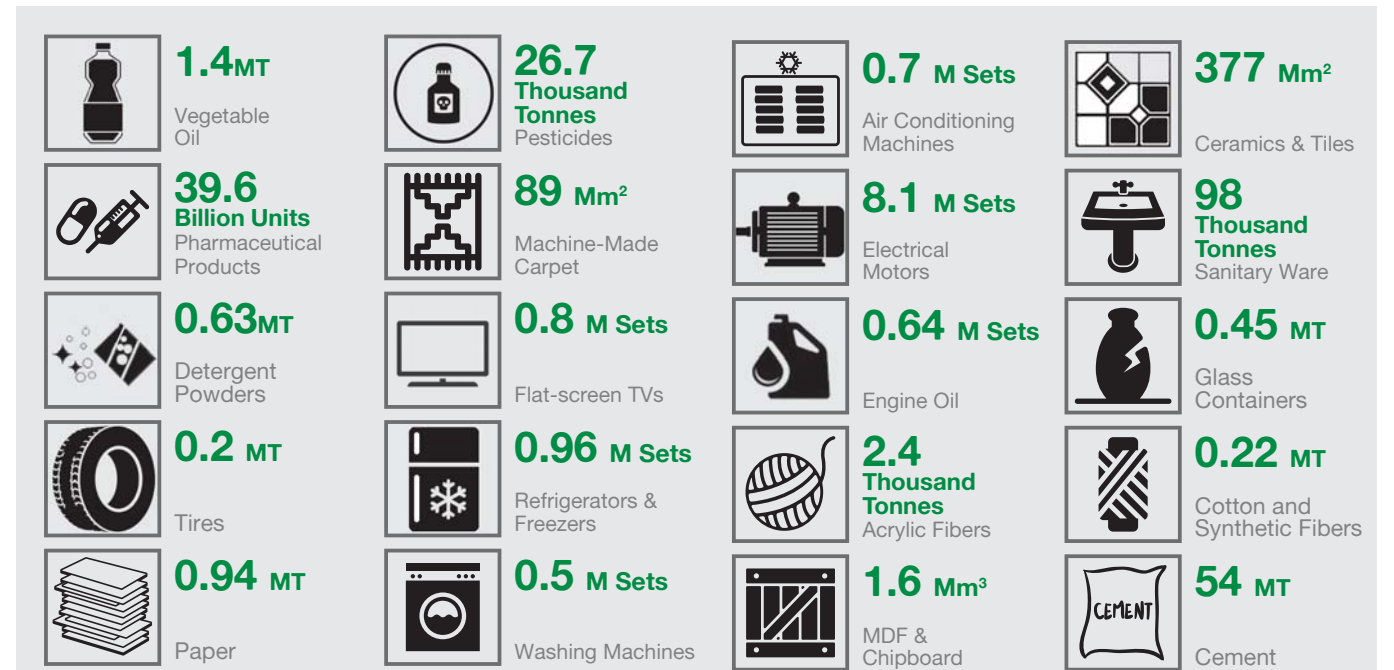 1.4MT
Vegetable
Oil
26.7
Thousand
Tonnes
Pesticides
0.7 M Sets
Air Conditioning
Machines
377 Mm²
Ceramics & Tiles
39.6
Billion Units
Pharmaceutical
Products
89 Mm²
Machine-Made
Carpet
8.1 M Sets
Electrical
Motors
98
Thousand
Tonnes
Sanitary Ware
0.63MT
Detergent
Powders
0.8 M Sets
Flat-screen TVs
0.64 M Sets
Engine Oil
0.45 MT
Glass
Containers
0.2 MT
Tires
0.96 M Sets
Refrigerators &
Freezers
2.4
Thousand
Tonnes
Acrylic Fibers
0.22 MT
Cotton and
Synthetic Fibers
0.94 MT
Paper
0.5 M Sets
Washing Machines
1.6 Mm³
MDF &
Chipboard
CEMENT
54 MT
Cement